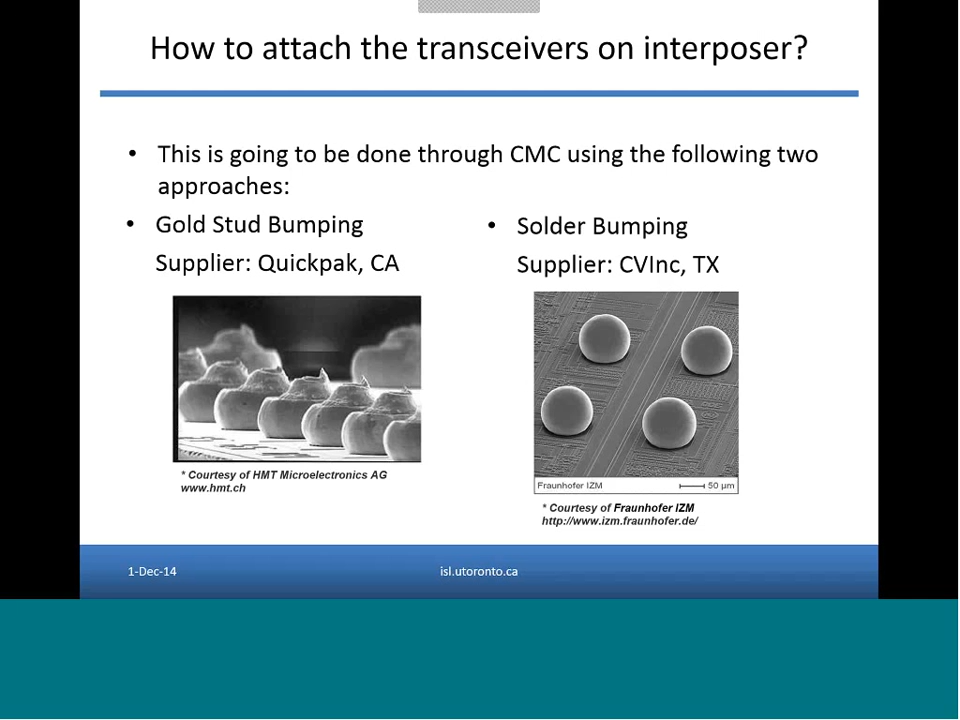 How to attach the transceivers on interposer?
• This is going to be done through CMC using the following two
approaches:
• Gold Stud Bumping
Supplier: Quickpak, CA
• Solder Bumping
Supplier: CVInc, TX
* Courtesy of HMT Microelectronics AG
www.hmt.ch
Fraunhofer IZM 50 µm
* Courtesy of Fraunhofer IZM
http://www.izm.fraunhofer.de/
1-Dec-14
isl.utoronto.ca